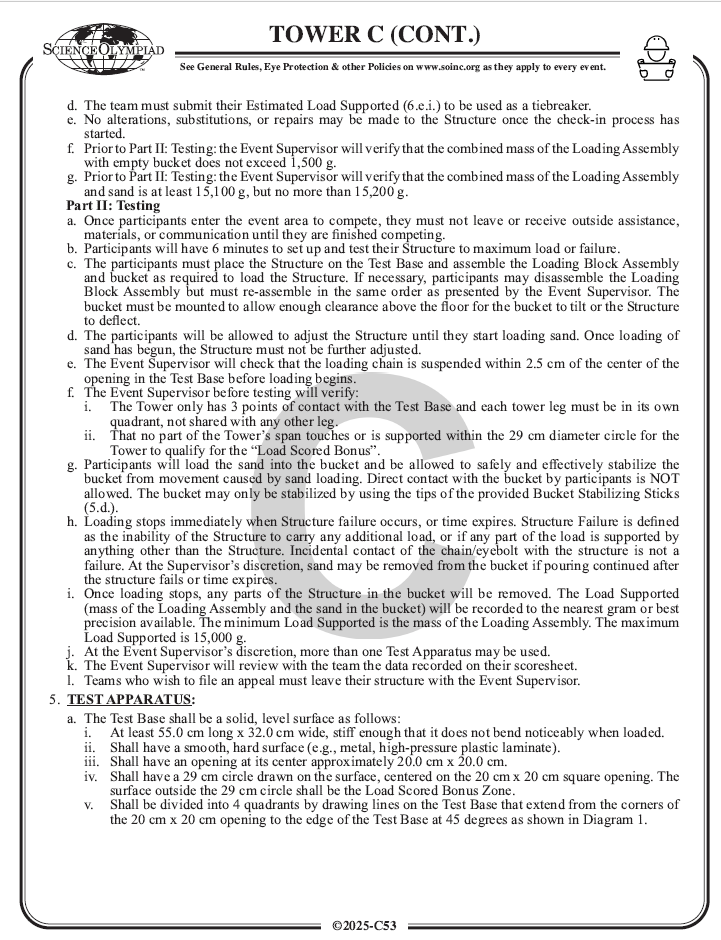 TOWER C (CONT.)
SCIENCE OLYMPIAD
See General Rules, Eye Protection & other Policies on www.soinc.org as they apply to every event.
d. The team must submit their Estimated Load Supported (6.e.i.) to be used as a tiebreaker.
e. No alterations, substitutions, or repairs may be made to the Structure once the check-in process has
started.
f. Prior to Part II: Testing: the Event Supervisor will verify that the combined mass of the Loading Assembly
with empty bucket does not exceed 1,500 g.
g. Prior to Part II: Testing: the Event Supervisor will verify that the combined mass of the Loading Assembly
and sand is at least 15,100 g, but no more than 15,200 g.
Part II: Testing
a. Once participants enter the event area to compete, they must not leave or receive outside assistance,
materials, or communication until they are finished competing.
b. Participants will have 6 minutes to set up and test their Structure to maximum load or failure.
c. The participants must place the Structure on the Test Base and assemble the Loading Block Assembly
and bucket as required to load the Structure. If necessary, participants may disassemble the Loading
Block Assembly but must re-assemble in the same order as presented by the Event Supervisor. The
bucket must be mounted to allow enough clearance above the floor for the bucket to tilt or the Structure
to deflect.
d. The participants will be allowed to adjust the Structure until they start loading sand. Once loading of
sand has begun, the Structure must not be further adjusted.
e. The Event Supervisor will check that the loading chain is suspended within 2.5 cm of the center of the
opening in the Test Base before loading begins.
f. The Event Supervisor before testing will verify:
i. The Tower only has 3 points of contact with the Test Base and each tower leg must be in its own
quadrant, not shared with any other leg.
ii. That no part of the Tower's span touches or is supported within the 29 cm diameter circle for the
Tower to qualify for the “Load Scored Bonus”.
g. Participants will load the sand into the bucket and be allowed to safely and effectively stabilize the
bucket from movement caused by sand loading. Direct contact with the bucket by participants is NOT
allowed. The bucket may only be stabilized by using the tips of the provided Bucket Stabilizing Sticks
(5.d.).
h. Loading stops immediately when Structure failure occurs, or time expires. Structure Failure is defined
as the inability of the Structure to carry any additional load, or if any part of the load is supported by
anything other than the Structure. Incidental contact of the chain/eyebolt with the structure is not a
failure. At the Supervisor's discretion, sand may be removed from the bucket if pouring continued after
the structure fails or time expires.
i. Once loading stops, any parts of the Structure in the bucket will be removed. The Load Supported
(mass of the Loading Assembly and the sand in the bucket) will be recorded to the nearest gram or best
precision available. The minimum Load Supported is the mass of the Loading Assembly. The maximum
Load Supported is 15,000 g.
j. At the Event Supervisor's discretion, more than one Test Apparatus may be used.
k. The Event Supervisor will review with the team the data recorded on their scoresheet.
l. Teams who wish to file an appeal must leave their structure with the Event Supervisor.
5. TEST APPARATUS:
a. The Test Base shall be a solid, level surface as follows:
i. At least 55.0 cm long x 32.0 cm wide, stiff enough that it does not bend noticeably when loaded.
ii. Shall have a smooth, hard surface (e.g., metal, high-pressure plastic laminate).
iii. Shall have an opening at its center approximately 20.0 cm x 20.0 cm.
iv. Shall have a 29 cm circle drawn on the surface, centered on the 20 cm x 20 cm square opening. The
surface outside the 29 cm circle shall be the Load Scored Bonus Zone.
v. Shall be divided into 4 quadrants by drawing lines on the Test Base that extend from the corners of
the 20 cm x 20 cm opening to the edge of the Test Base at 45 degrees as shown in Diagram 1.
C
©2025-C53